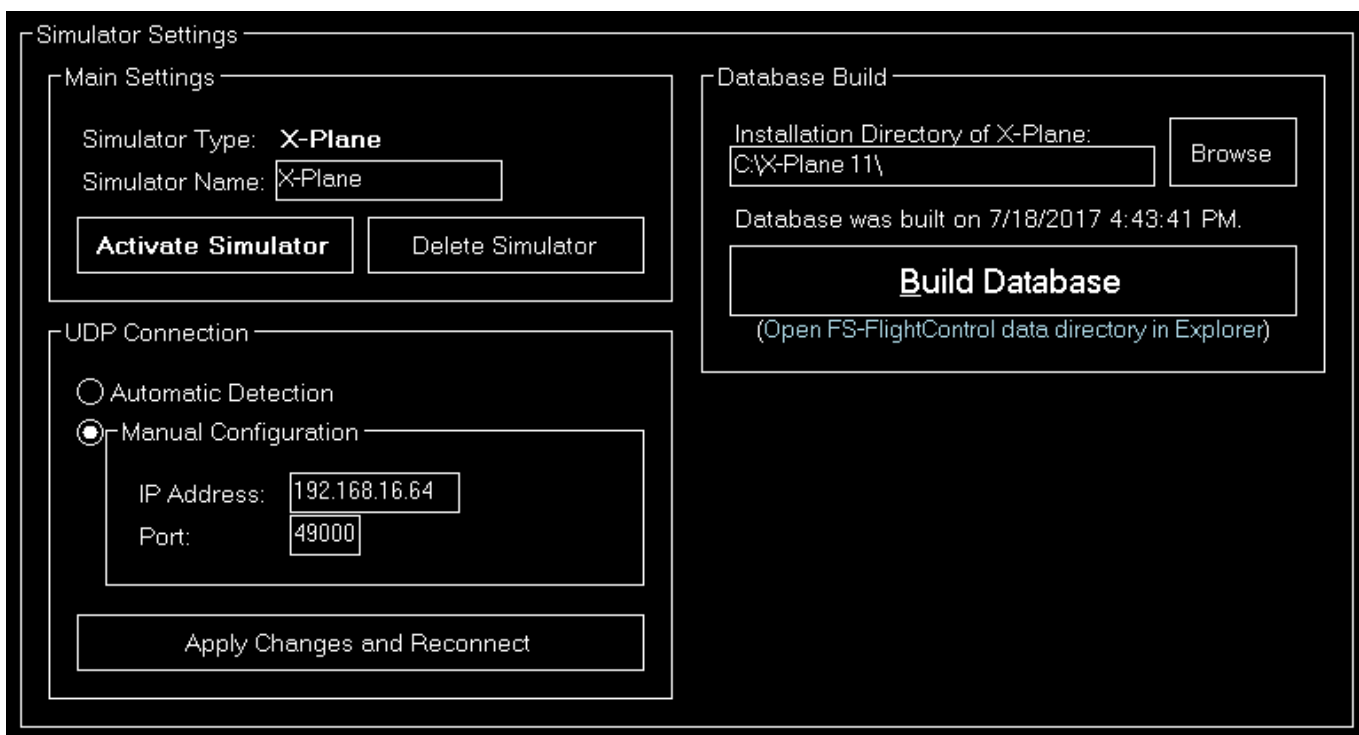 Simulator Settings
Main Settings
Simulator Type: X-Plane
Simulator Name: X-Plane
Activate Simulator
Delete Simulator
UDP Connection
Automatic Detection
Manual Configuration
IP Address: 192.168.16.64
Port: 49000
Apply Changes and Reconnect
Database Build
Installation Directory of X-Plane:
C:\X-Plane 11\
Browse
Database was built on 7/18/2017 4:43:41 PM.
Build Database
(Open FS-FlightControl data directory in Explorer)